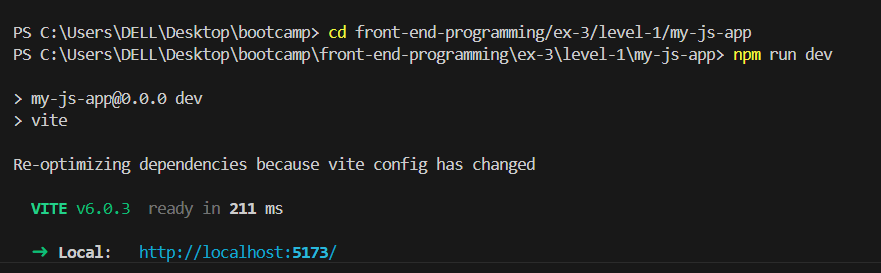 PS C:\Users\DELL\Desktop\bootcamp> cd front-end-programming/ex-3/level-1/my-js-app
PS C:\Users\DELL\Desktop\bootcamp\front-end-programming\ex-3\level-1\my-js-app> npm run dev
> my-js-app@0.0.0 dev
> vite
Re-optimizing dependencies because vite config has changed
VITE v6.0.3 ready in 211 ms
➜ Local: http://localhost:5173/